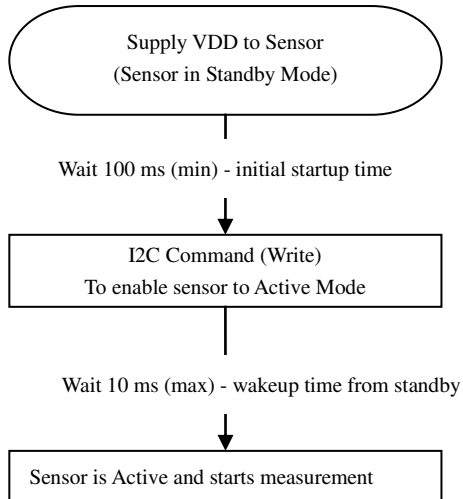 Supply VDD to Sensor
(Sensor in Standby Mode)
Wait 100 ms (min) - initial startup time
I2C Command (Write)
To enable sensor to Active Mode
Wait 10 ms (max) - wakeup time from standby
Sensor is Active and starts measurement